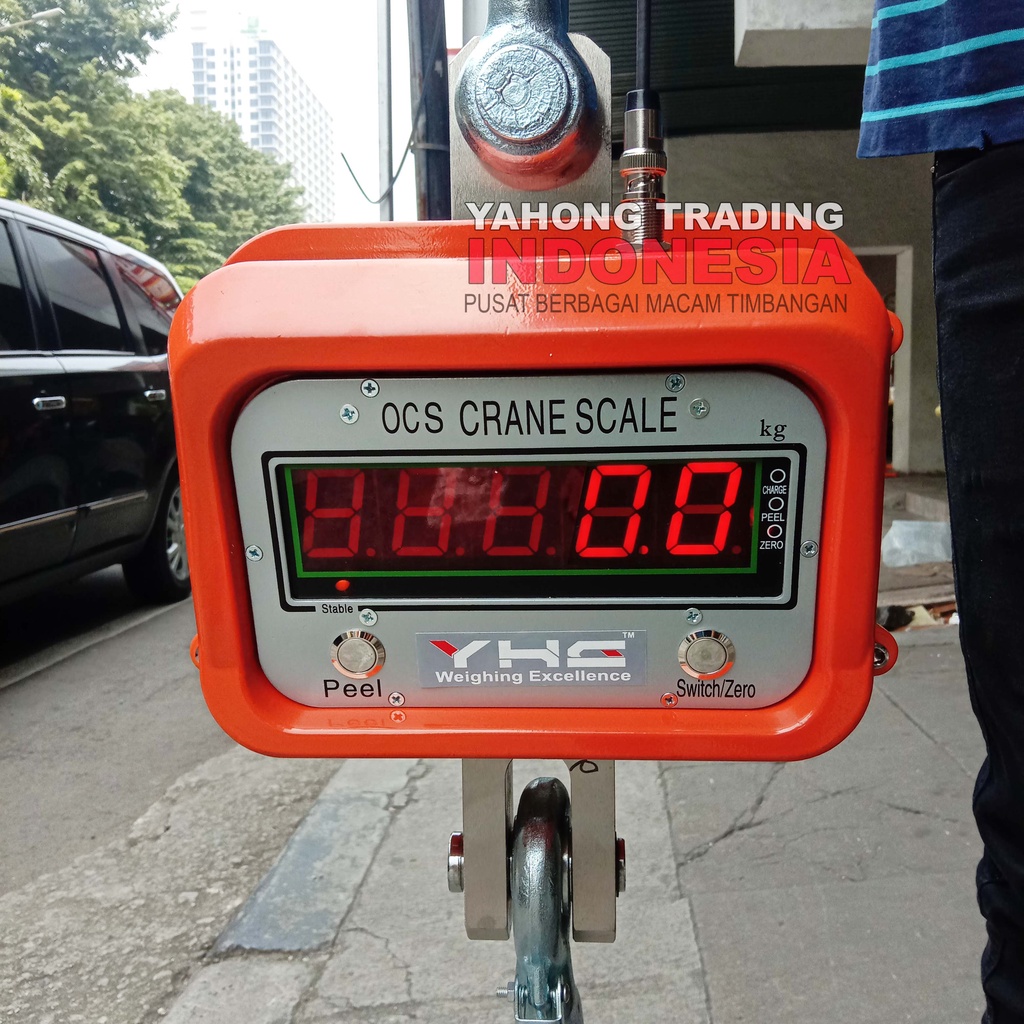 YAHONG TRADING
INDONESIA
PUSAT BERBAGAI MACAM TIMBANGAN
OCS CRANE SCALE
kg
0.0
CHARGE
PEEL
ZERO
Stable
YHS™
Weighing Excellence
Peel
Switch/Zero